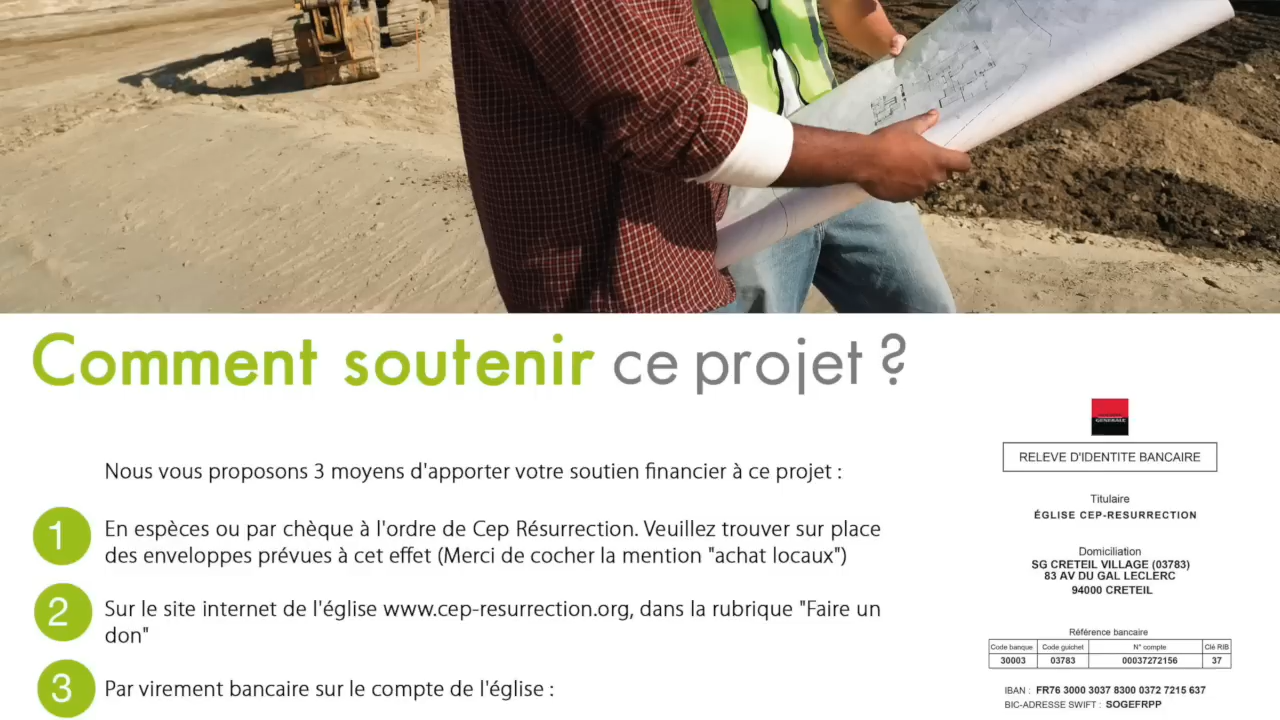 Comment soutenir ce projet ?
Nous vous proposons 3 moyens d'apporter votre soutien financier à ce projet :
1 En espèces ou par chèque à l'ordre de Cep Résurrection. Veuillez trouver sur place
des enveloppes prévues à cet effet (Merci de cocher la mention "achat locaux")
2 Sur le site internet de l'église www.cep-resurrection.org, dans la rubrique "Faire un
don"
3 Par virement bancaire sur le compte de l'église :
GENERALE
RELEVE D'IDENTITE BANCAIRE
Titulaire
ÉGLISE CEP-RESURRECTION
Domiciliation
SG CRETEIL VILLAGE (03783)
83 AV DU GAL LECLERC
94000 CRETEIL
Référence bancaire
Code banque Code guichet N° compte Clé RIB
30003 03783 00037272156 37
IBAN : FR76 3000 3037 8300 0372 7215 637
BIC-ADRESSE SWIFT : SOGEFRPP